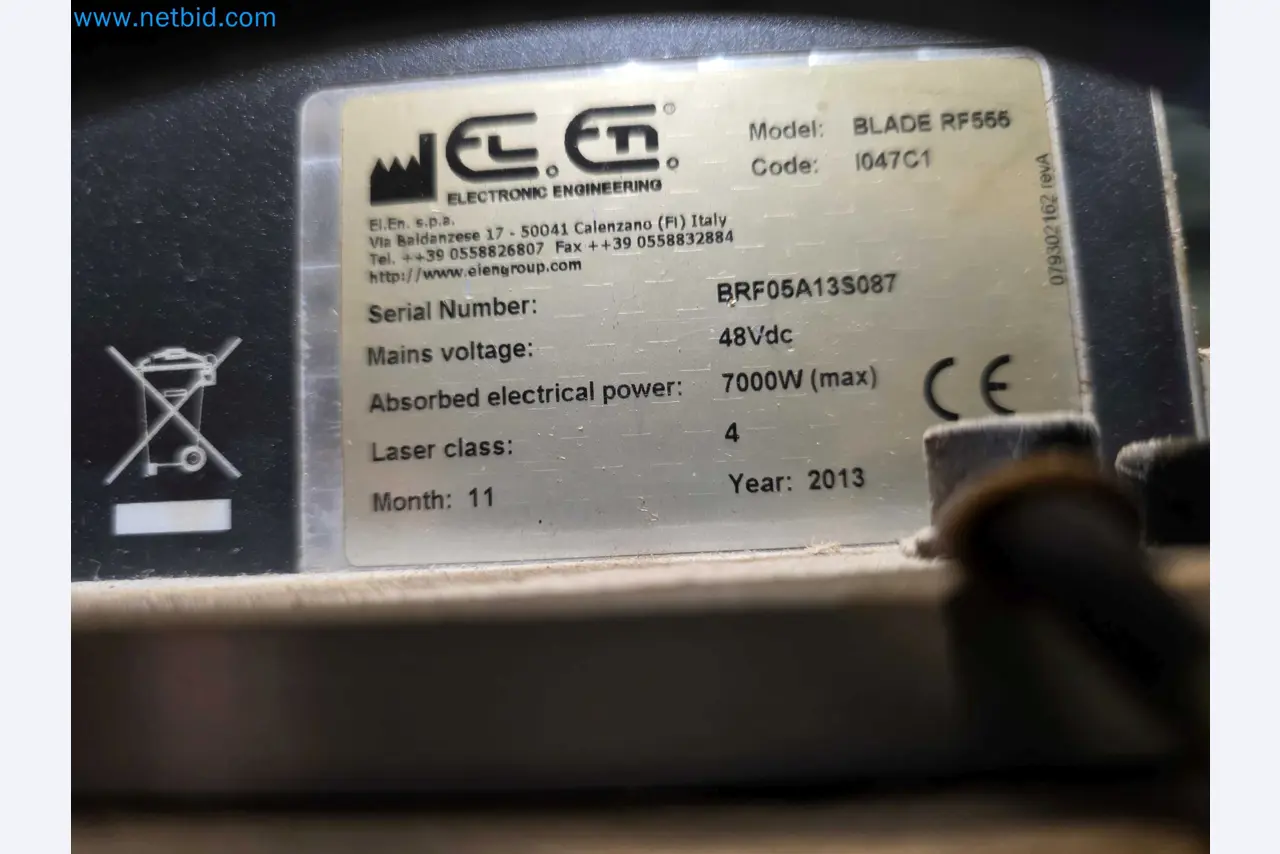 www.netbid.com
EL. En.®
ELECTRONIC ENGINEERING
Model: BLADE RF555
Code: I047C1
El.En. s.p.a.
Via Baldanzese 17 - 50041 Calenzano (FI) Italy
Tel. ++39 0558826807 Fax ++39 0558832884
http://www.elengroup.com
079302162 revA
Serial Number: BRF05A13S087
Mains voltage: 48Vdc
Absorbed electrical power: 7000W (max)
Laser class: 4
Month: 11 Year: 2013
CE